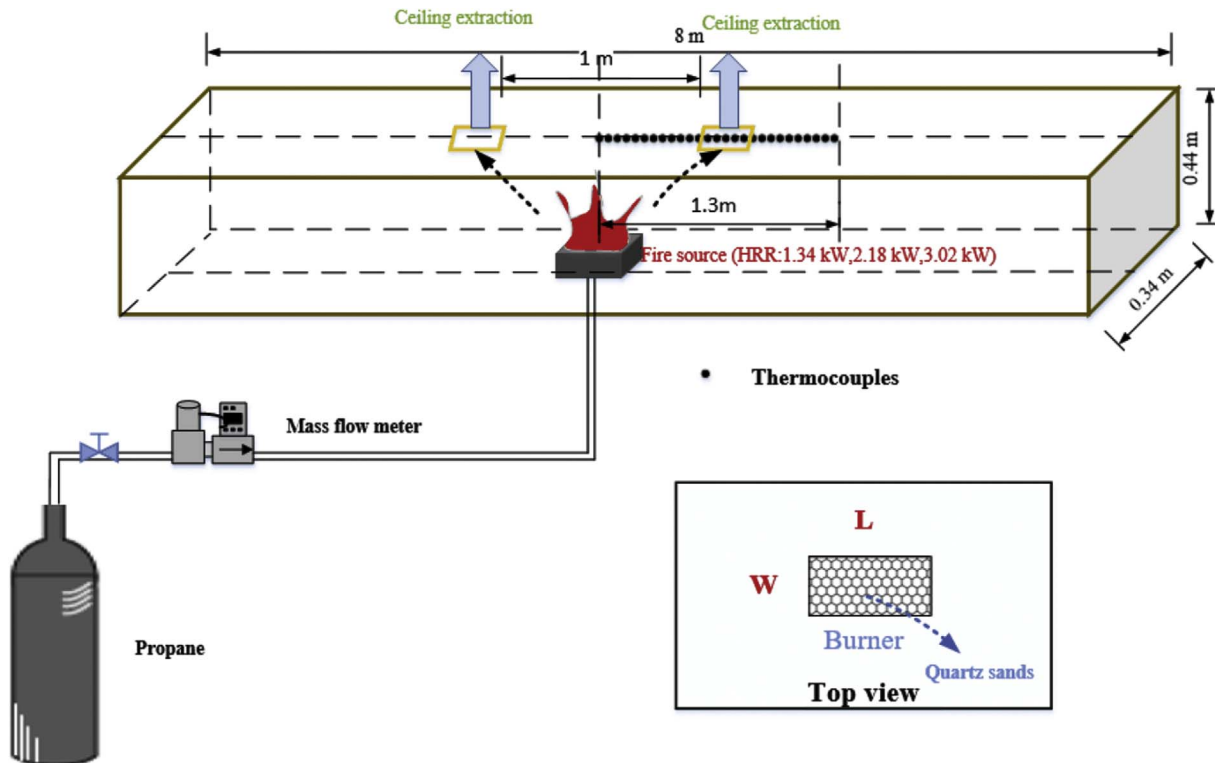 Ceiling extraction
Ceiling extraction
8 m
1 m
0.44 m
1.3m
Fire source (HRR:1.34 kW,2.18 kW,3.02 kW)
0.34 m
Thermocouples
Mass flow meter
Propane
L
W
Burner
Quartz sands
Top view